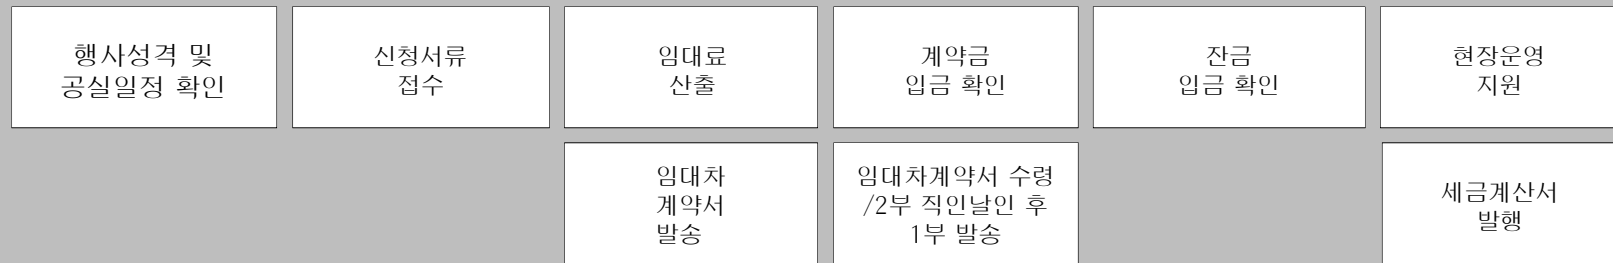 행사성격 및
공실일정 확인
신청서류
접수
임대료
산출
계약금
입금 확인
잔금
입금 확인
현장운영
지원
임대차
계약서
발송
임대차계약서 수령
/2부 직인날인 후
1부 발송
세금계산서
발행